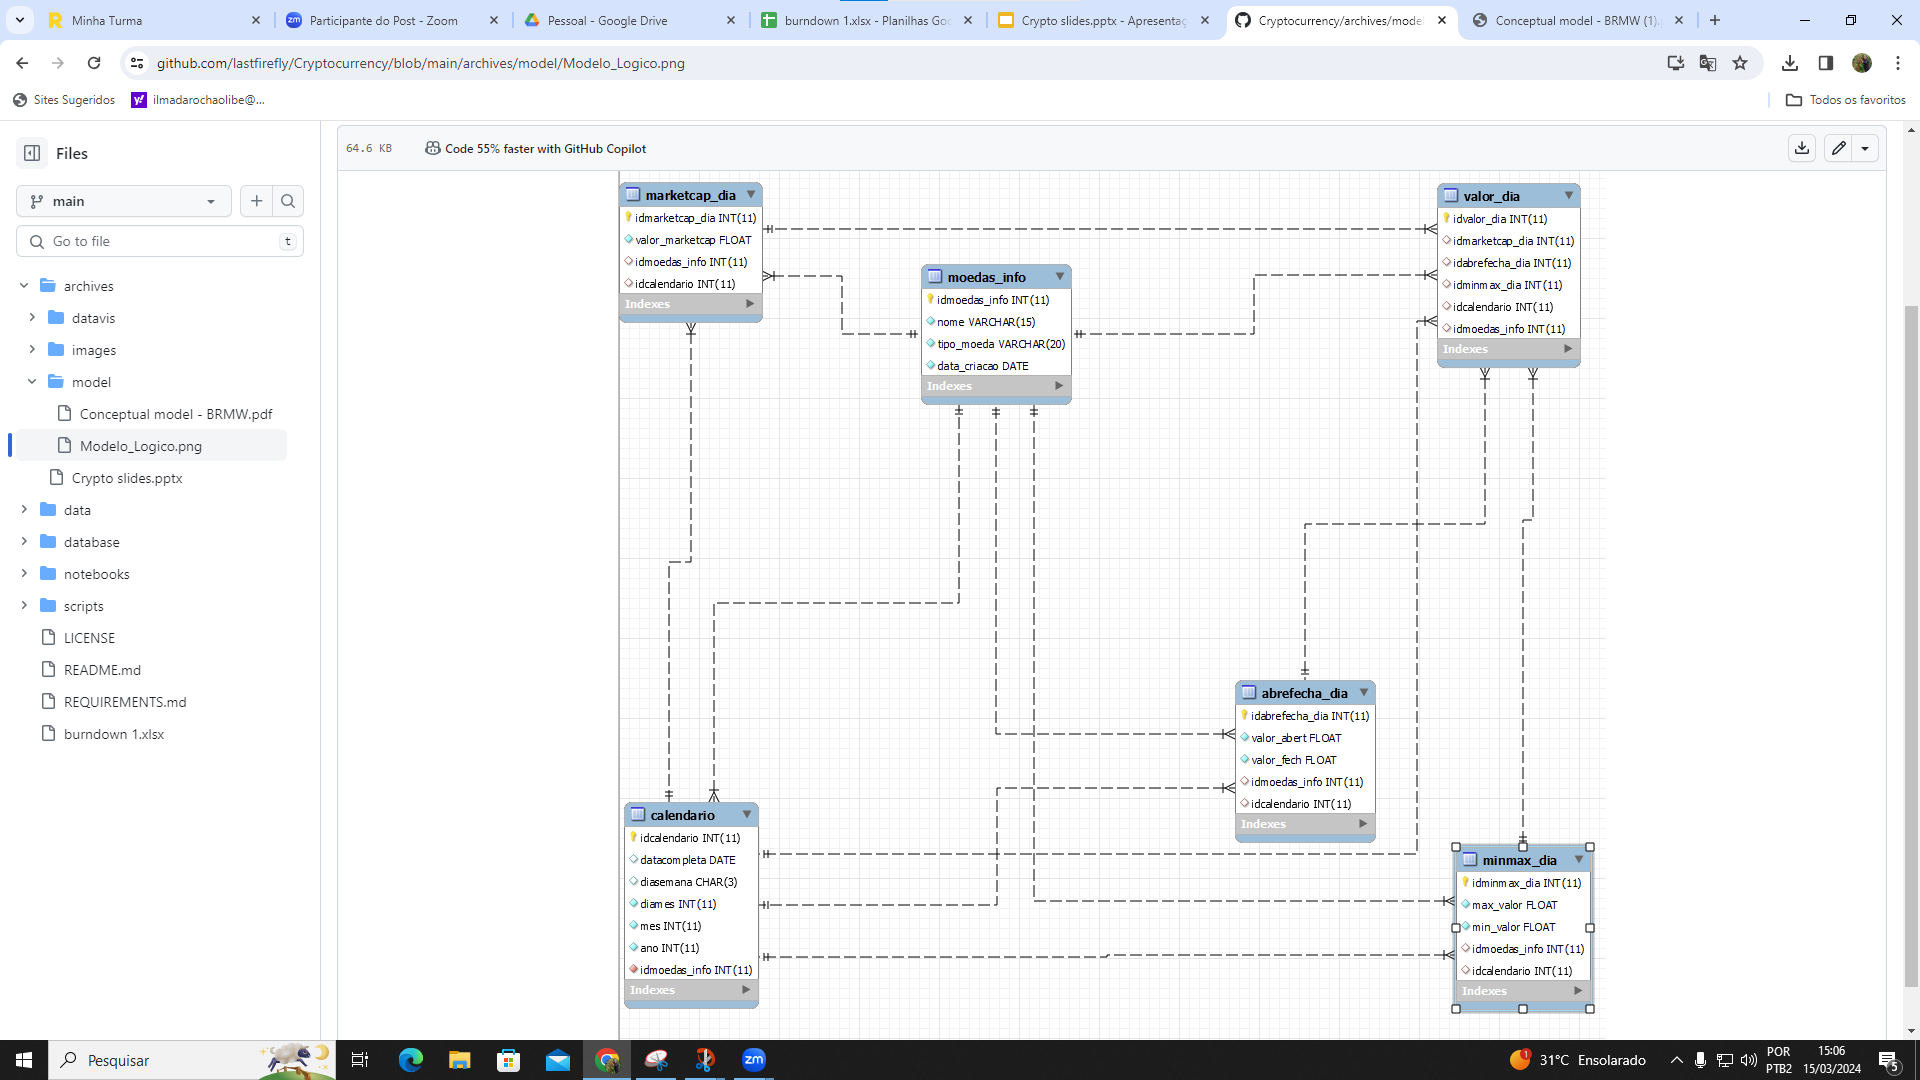 Minha Turma
Participante do Post - Zoom
Pessoal - Google Drive
burndown 1.xlsx - Planilhas Goo
Crypto slides.pptx - Apresentaç
Cryptocurrency/archives/model
Conceptual model - BRMW (1).
github.com/lastfirefly/Cryptocurrency/blob/main/archives/model/Modelo_Logico.png
Sites Sugeridos
ilmadarochaolibe@...
Todos os favoritos
Files
main
Go to file
t
archives
datavis
images
model
Conceptual model - BRMW.pdf
Modelo_Logico.png
Crypto slides.pptx
data
database
notebooks
scripts
LICENSE
README.md
REQUIREMENTS.md
burndown 1.xlsx
64.6 KB
Code 55% faster with GitHub Copilot
marketcap_dia
idmarketcap_dia INT(11)
valor_marketcap FLOAT
idmoedas_info INT(11)
idcalendario INT(11)
Indexes
moedas_info
idmoedas_info INT(11)
nome VARCHAR(15)
tipo_moeda VARCHAR(20)
data_criacao DATE
Indexes
valor_dia
idvalor_dia INT(11)
idmarketcap_dia INT(11)
idabrefecha_dia INT(11)
idminmax_dia INT(11)
idcalendario INT(11)
idmoedas_info INT(11)
Indexes
abrefecha_dia
idabrefecha_dia INT(11)
valor_abert FLOAT
valor_fech FLOAT
idmoedas_info INT(11)
idcalendario INT(11)
Indexes
calendario
idcalendario INT(11)
datacompleta DATE
diasemana CHAR(3)
diames INT(11)
mes INT(11)
ano INT(11)
idmoedas_info INT(11)
Indexes
minmax_dia
idminmax_dia INT(11)
max_valor FLOAT
min_valor FLOAT
idmoedas_info INT(11)
idcalendario INT(11)
Indexes
Pesquisar
zm
31°C Ensolarado
POR
PTB2
15:06
15/03/2024
5